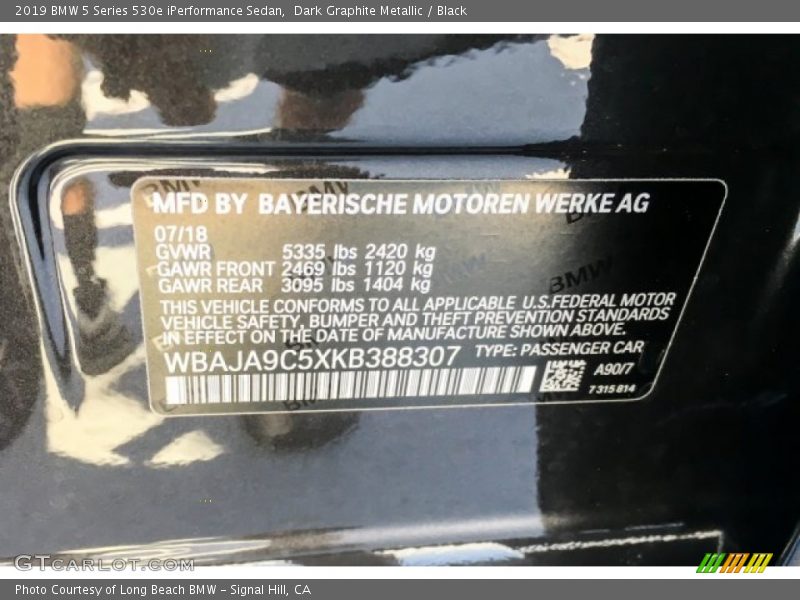 2019 BMW 5 Series 530e iPerformance Sedan, Dark Graphite Metallic / Black
MFD BY BAYERISCHE MOTOREN WERKE AG
07/18
GVWR 5335 lbs 2420 kg
GAWR FRONT 2469 lbs 1120 kg
GAWR REAR 3095 lbs 1404 kg
THIS VEHICLE CONFORMS TO ALL APPLICABLE U.S.FEDERAL MOTOR
VEHICLE SAFETY, BUMPER AND THEFT PREVENTION STANDARDS
IN EFFECT ON THE DATE OF MANUFACTURE SHOWN ABOVE.
WBAJA9C5XKB388307 TYPE: PASSENGER CAR
A90/7
7315814
GTCarLot.com
Photo Courtesy of Long Beach BMW - Signal Hill, CA